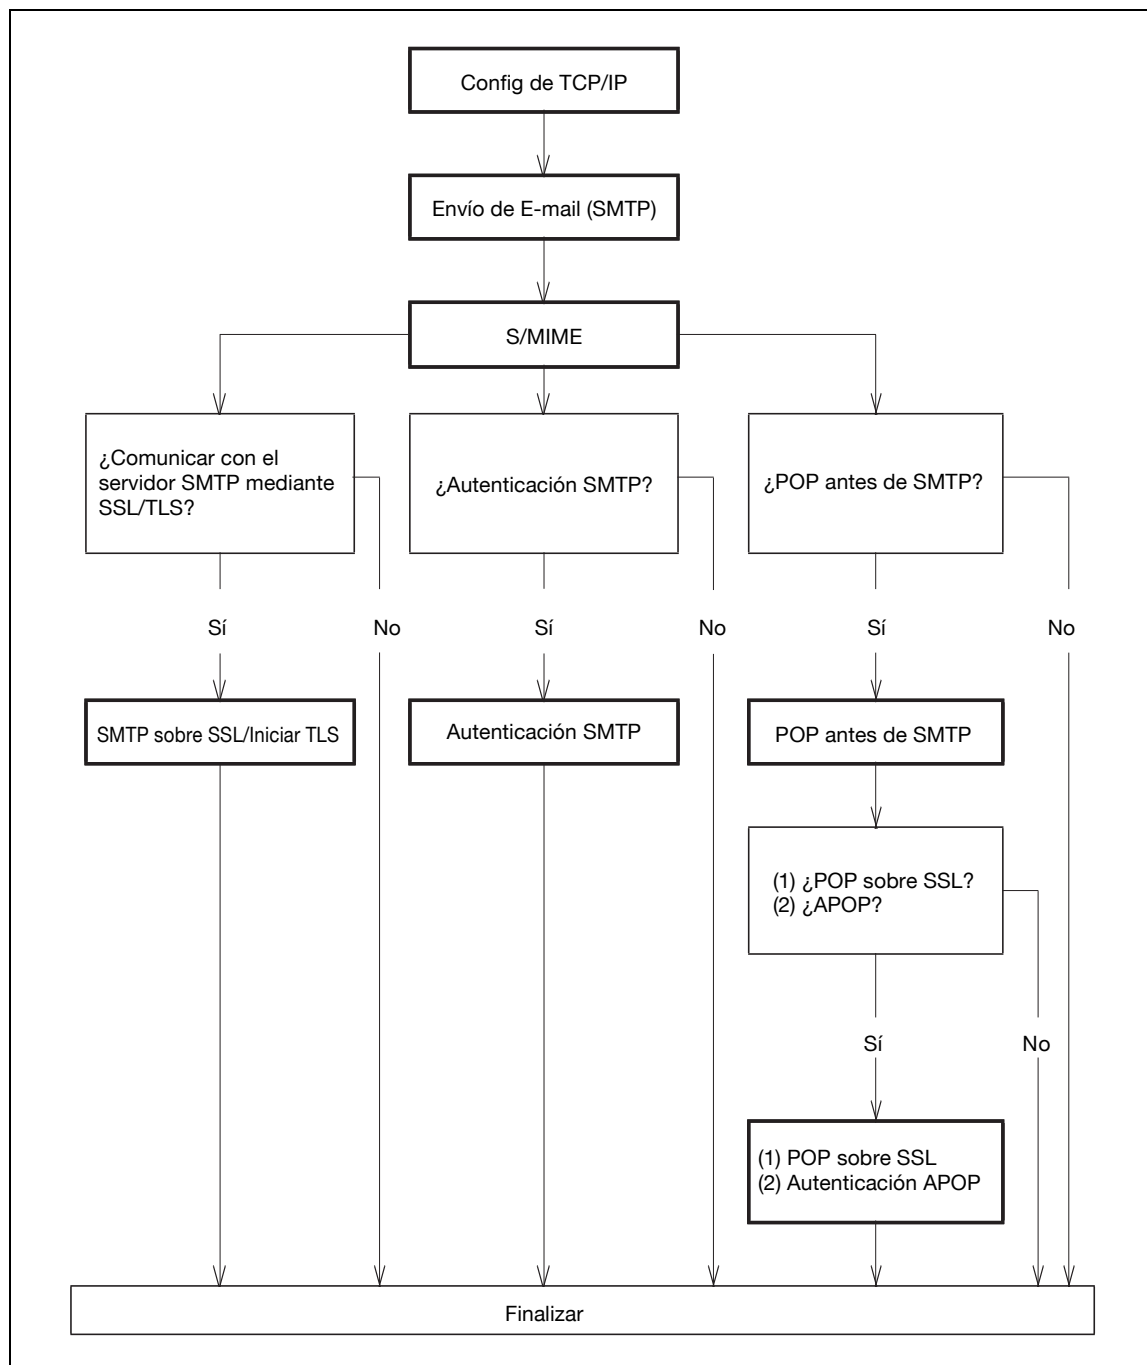 Config de TCP/IP
Envío de E-mail (SMTP)
S/MIME
¿Comunicar con el
servidor SMTP mediante
SSL/TLS?
¿Autenticación SMTP?
¿POP antes de SMTP?
Sí
No
Sí
No
Sí
No
SMTP sobre SSL/Iniciar TLS
Autenticación SMTP
POP antes de SMTP
(1) ¿POP sobre SSL?
(2) ¿APOP?
Sí
No
(1) POP sobre SSL
(2) Autenticación APOP
Finalizar